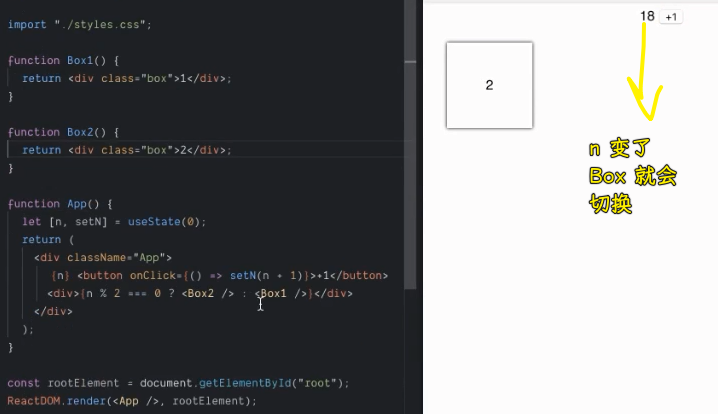 import "./styles.css";
function Box1() {
return <div class="box">1</div>;
}
function Box2() {
return <div class="box">2</div>;
}
function App() {
let [n, setN] = useState(0);
return (
<div className="App">
{n} <button onClick={() => setN(n + 1)}>+1</button>
<div>{n % 2 === 0 ? <Box2 /> : <Box1 />}</div>
</div>
);
}
const rootElement = document.getElementById("root");
ReactDOM.render(<App />, rootElement);
18 +1
2
n 变了
Box 就会
切换